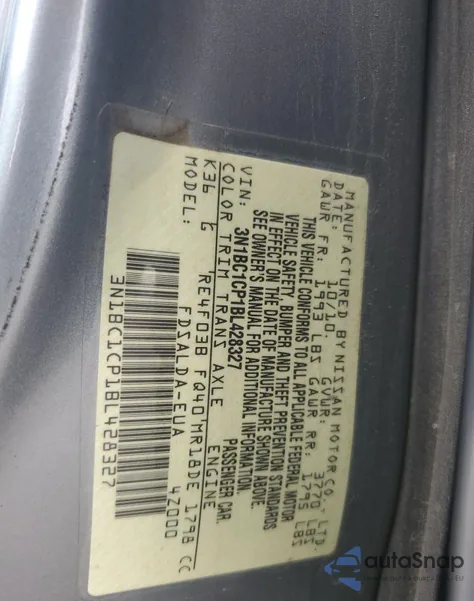 MANUFACTURED BY NISSAN MOTOR CO., LTD.
DATE: 10/10. GVWR: 3770 LBS
GAWR FR: 1993 LBS GAWR RR: 1795 LBS
THIS VEHICLE CONFORMS TO ALL APPLICABLE FEDERAL MOTOR
VEHICLE SAFETY, BUMPER AND THEFT PREVENTION STANDARDS
IN EFFECT ON THE DATE OF MANUFACTURE SHOWN ABOVE.
SEE OWNER'S MANUAL FOR ADDITIONAL INFORMATION.
VIN: 3N1BC1CP1BL428327 PASSENGER CAR
COLOR TRIM TRANS AXLE ENGINE
K36 G RE4F03B FQ40 MR18DE 1798 CC
MODEL: FDSALDA-EUA 4Z000
3N1BC1CP1BL428327
autoSnap